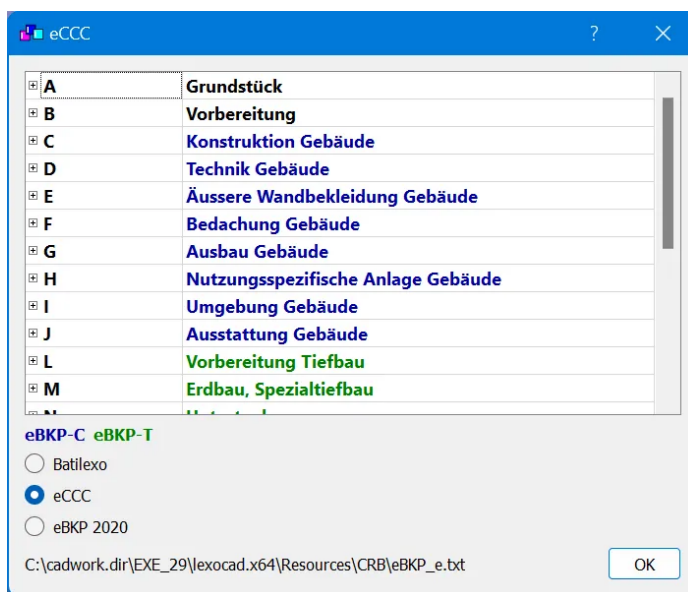 eCCC ?
A Grundstück
B Vorbereitung
C Konstruktion Gebäude
D Technik Gebäude
E Äussere Wandbekleidung Gebäude
F Bedachung Gebäude
G Ausbau Gebäude
H Nutzungsspezifische Anlage Gebäude
I Umgebung Gebäude
J Ausstattung Gebäude
L Vorbereitung Tiefbau
M Erdbau, Spezialtiefbau
eBKP-C eBKP-T
Batilexo
eCCC
eBKP 2020
C:\cadwork.dir\EXE_29\lexocad.x64\Resources\CRB\eBKP_e.txt OK